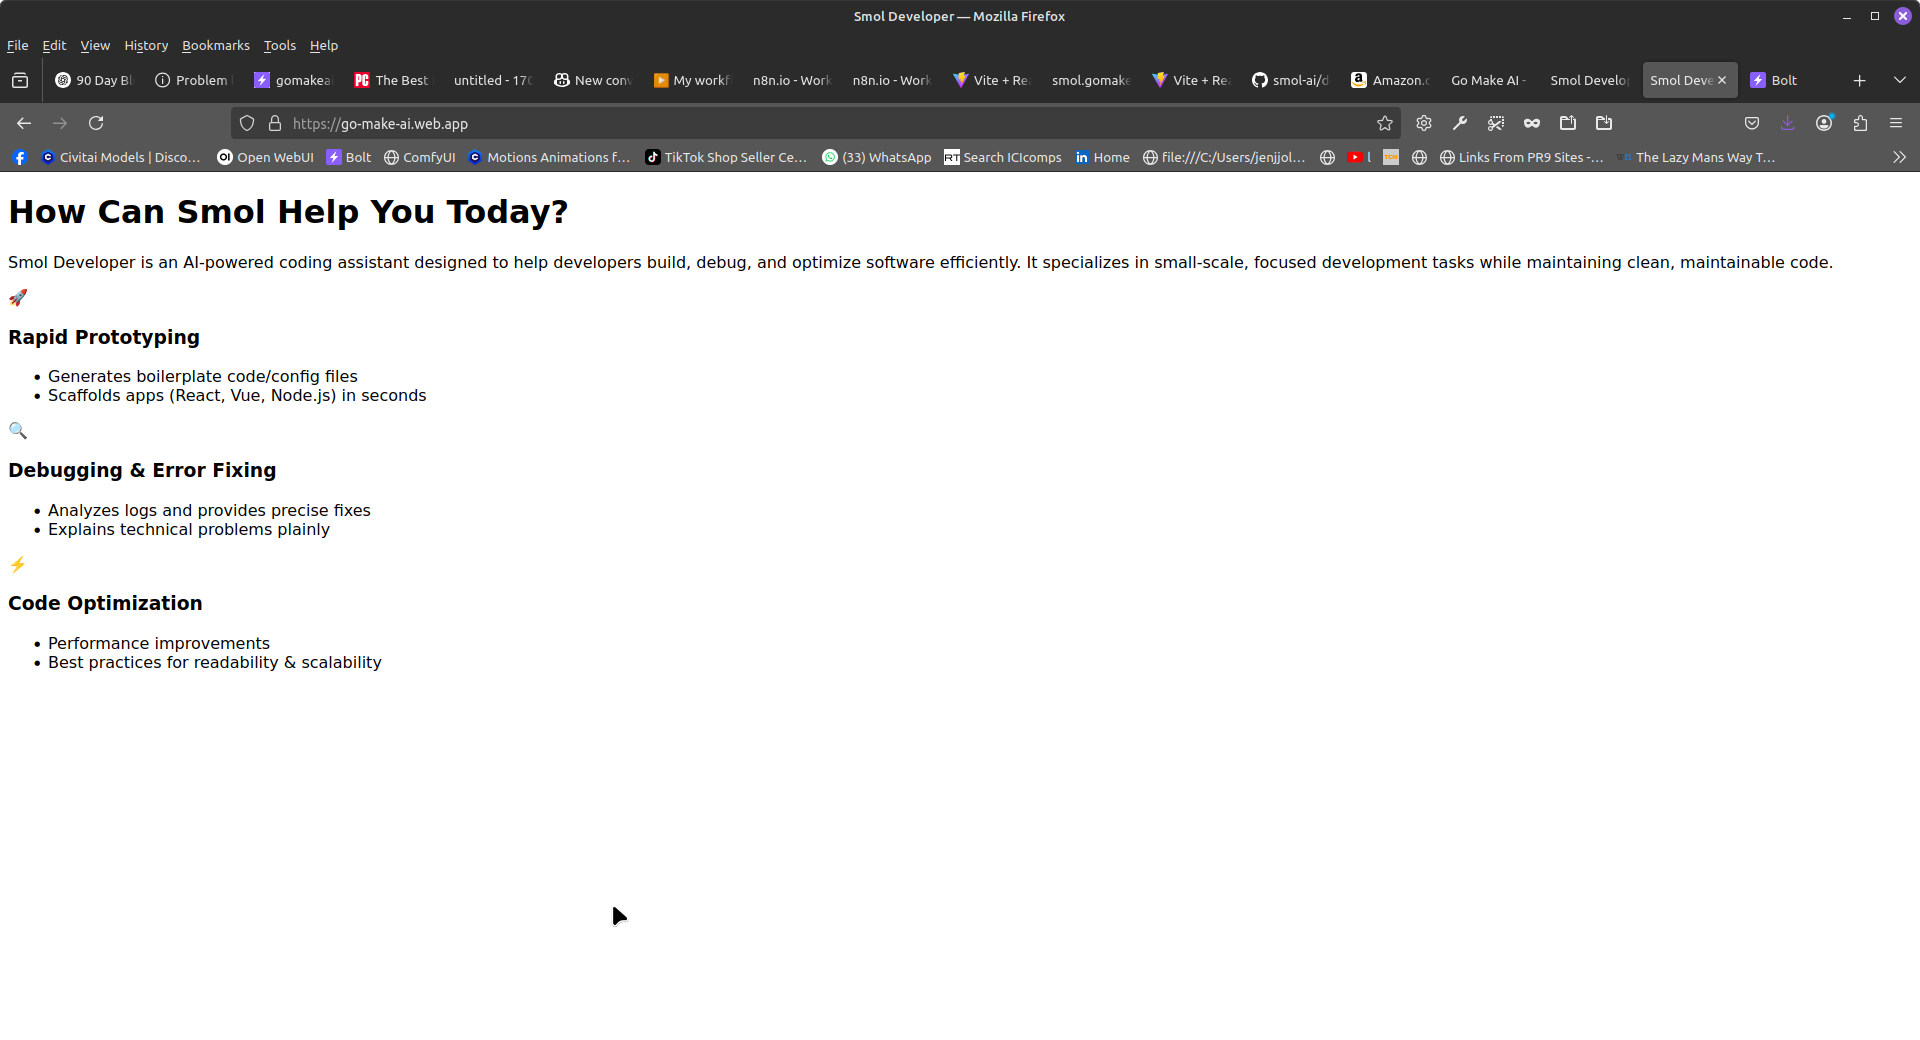 Smol Developer — Mozilla Firefox
File Edit View History Bookmarks Tools Help
90 Day Bl Problem gomakeai PC The Best untitled - 170 New conv My workf n8n.io - Work n8n.io - Work Vite + Rea smol.gomake Vite + Rea smol-ai/d Amazon.c Go Make AI - Smol Develo Smol Deve Bolt
https://go-make-ai.web.app
Civitai Models | Disco… OI Open WebUI Bolt ComfyUI Motions Animations f… TikTok Shop Seller Ce… (33) WhatsApp RT Search ICIcomps in Home file:///C:/Users/jenjjol… l Links From PR9 Sites -… The Lazy Mans Way T…
How Can Smol Help You Today?
Smol Developer is an AI-powered coding assistant designed to help developers build, debug, and optimize software efficiently. It specializes in small-scale, focused development tasks while maintaining clean, maintainable code.
🚀
Rapid Prototyping
• Generates boilerplate code/config files
• Scaffolds apps (React, Vue, Node.js) in seconds
🔍
Debugging & Error Fixing
• Analyzes logs and provides precise fixes
• Explains technical problems plainly
⚡
Code Optimization
• Performance improvements
• Best practices for readability & scalability